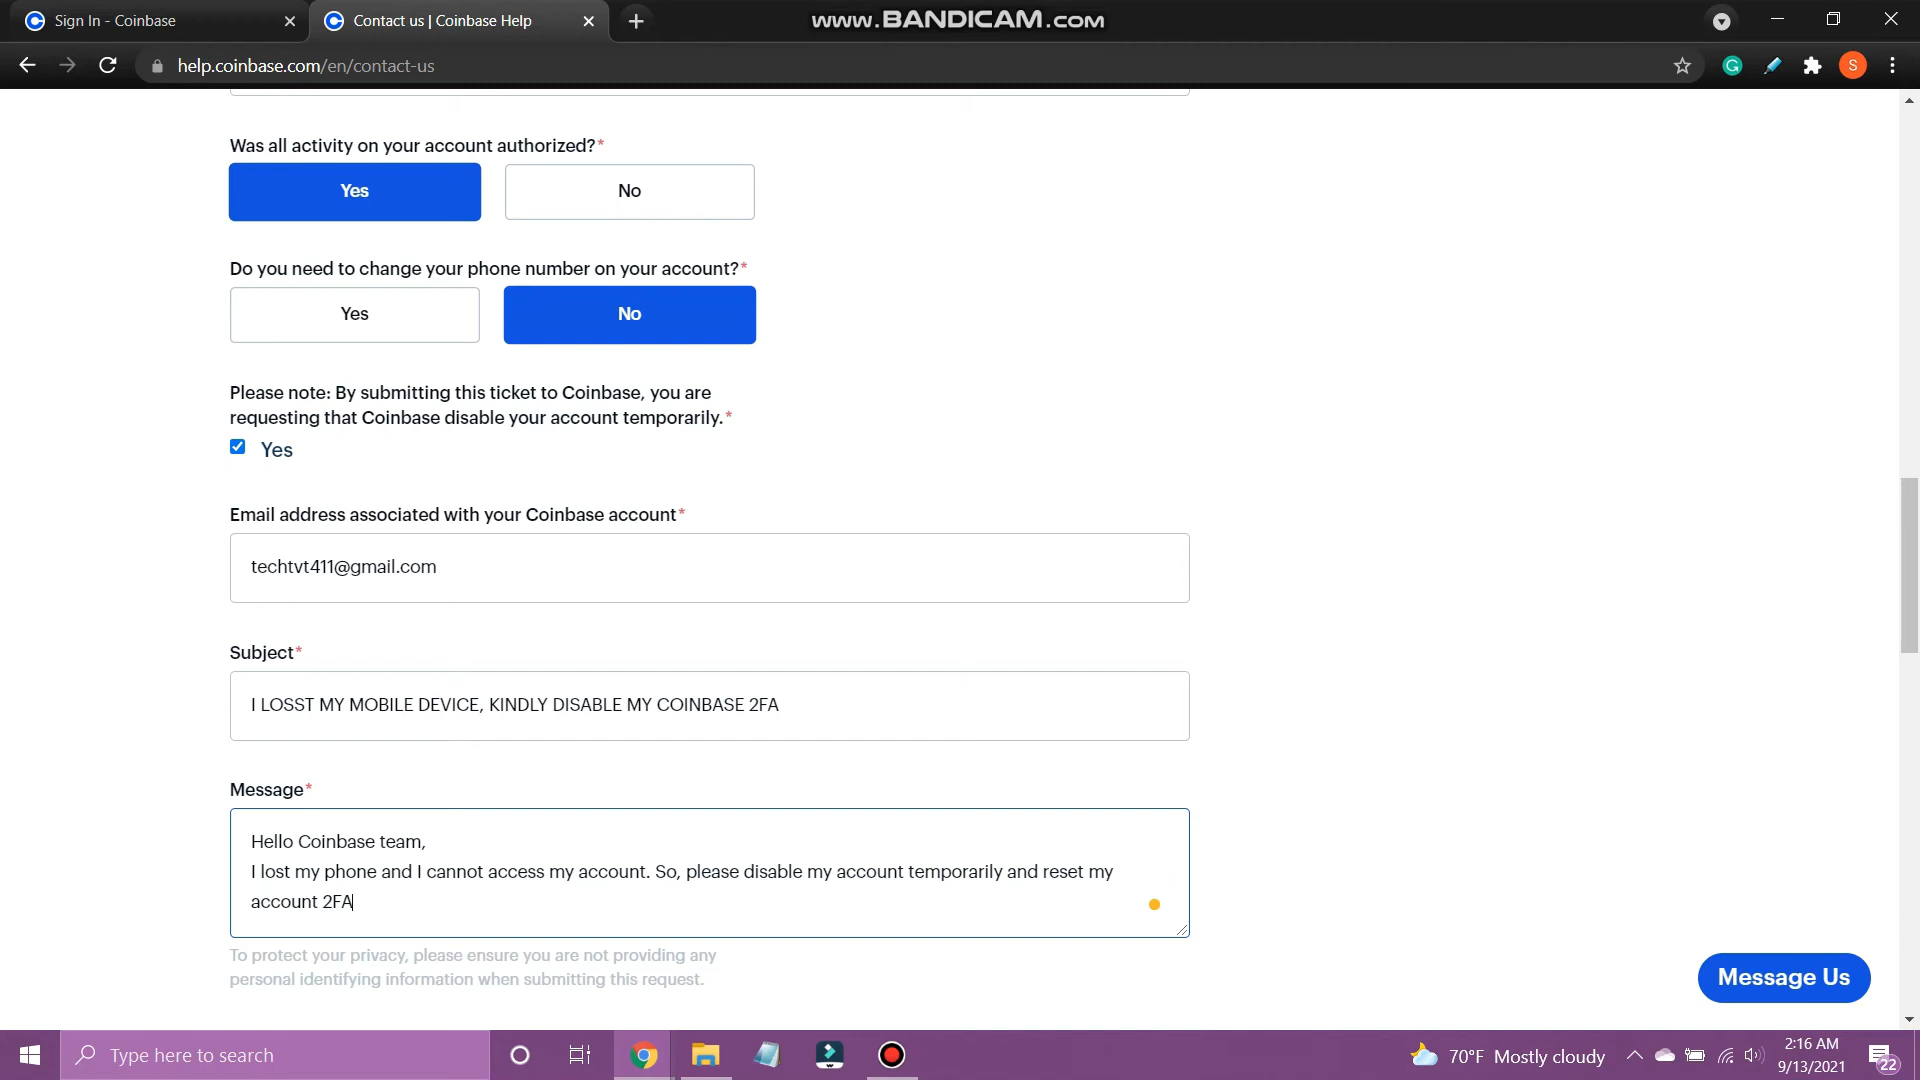 Sign In - Coinbase
Contact us | Coinbase Help
www.BANDICAM.com
help.coinbase.com/en/contact-us
G
S
Was all activity on your account authorized?*
Yes
No
Do you need to change your phone number on your account?*
Yes
No
Please note: By submitting this ticket to Coinbase, you are
requesting that Coinbase disable your account temporarily.*
Yes
Email address associated with your Coinbase account*
techtvt411@gmail.com
Subject*
I LOSST MY MOBILE DEVICE, KINDLY DISABLE MY COINBASE 2FA
Message*
Hello Coinbase team,
I lost my phone and I cannot access my account. So, please disable my account temporarily and reset my
account 2FA
To protect your privacy, please ensure you are not providing any
personal identifying information when submitting this request.
Message Us
Type here to search
70°F Mostly cloudy
2:16 AM
9/13/2021
22